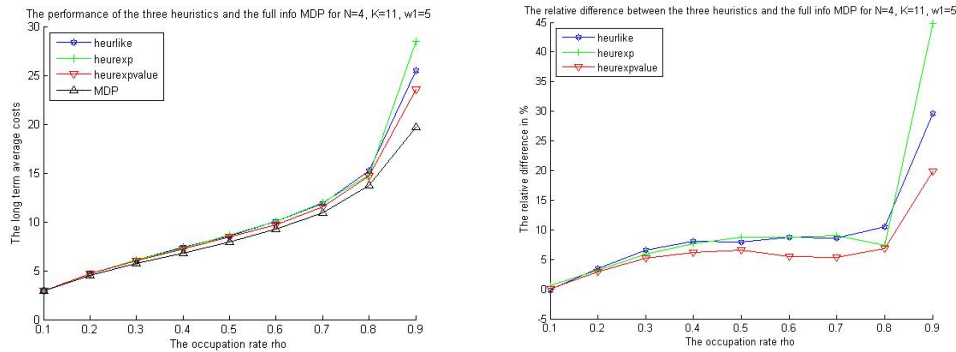 The performance of the three heuristics and the full info MDP for N=4, K=11, w1=5
30
25
20
15
10
5
0
The long term average costs
heurlike
heurexp
heurexpvalue
MDP
0.1 0.2 0.3 0.4 0.5 0.6 0.7 0.8 0.9
The occupation rate rho
The relative difference between the three heuristics and the full info MDP for N=4, K=11, w1=5
45
40
35
30
25
20
15
10
5
0
-5
The relative difference in %
heurlike
heurexp
heurexpvalue
0.1 0.2 0.3 0.4 0.5 0.6 0.7 0.8 0.9
The occupation rate rho